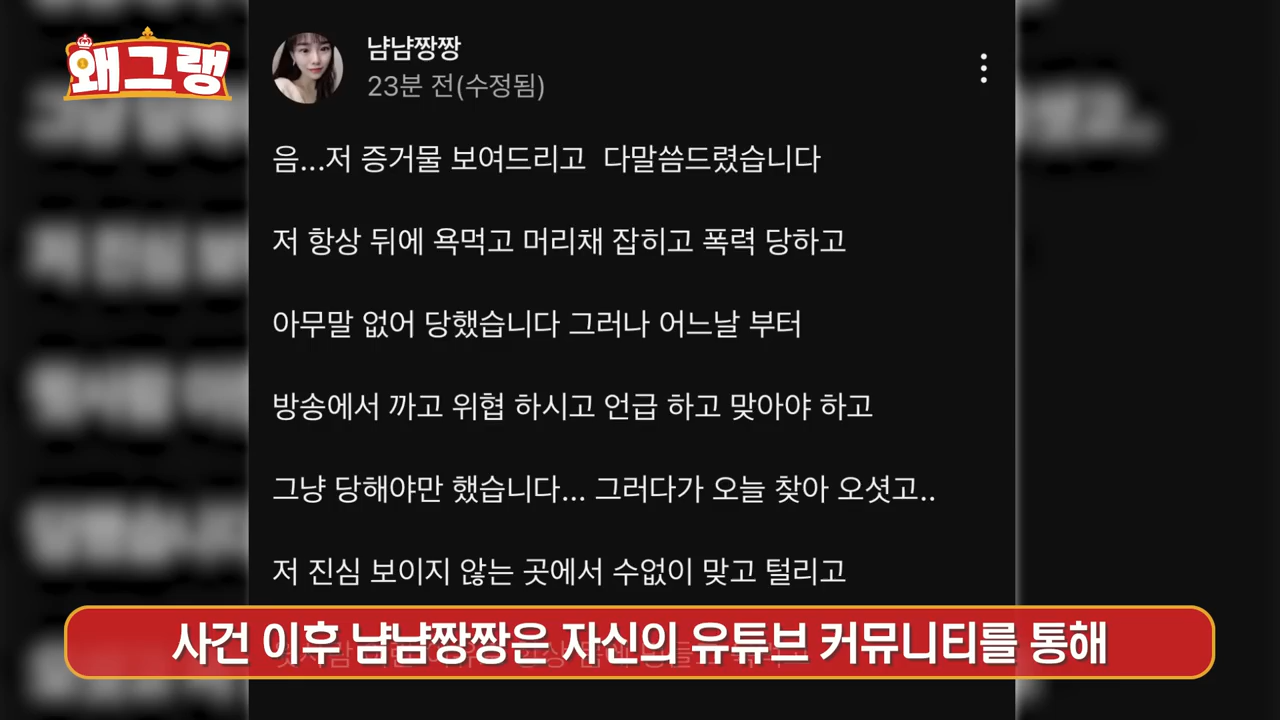 왜그랭
냠냠짱짱
23분 전(수정됨)
음...저 증거물 보여드리고 다말씀드렸습니다
저 항상 뒤에 욕먹고 머리채 잡히고 폭력 당하고
아무말 없어 당했습니다 그러나 어느날 부터
방송에서 까고 위협 하시고 언급 하고 맞아야 하고
그냥 당해야만 했습니다... 그러다가 오늘 찾아 오셧고..
저 진심 보이지 않는 곳에서 수없이 맞고 털리고
사건 이후 냠냠짱짱은 자신의 유튜브 커뮤니티를 통해